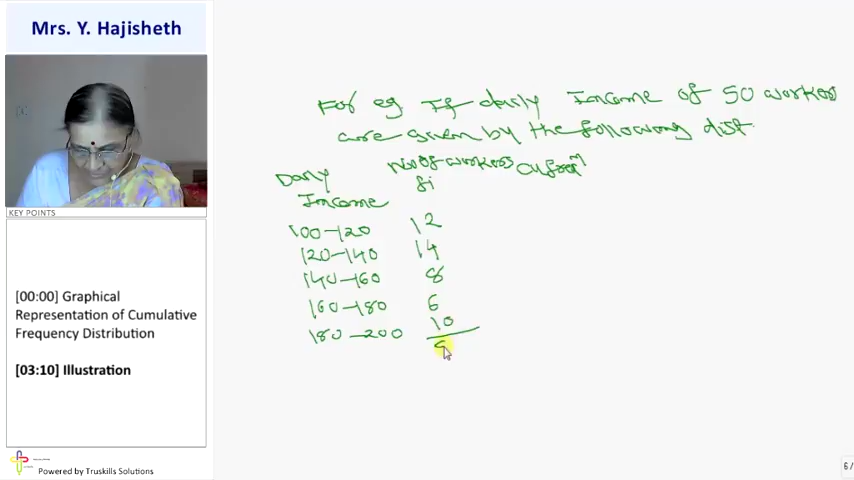 Mrs. Y. Hajisheth
KEY POINTS
[00:00] Graphical
Representation of Cumulative
Frequency Distribution
[03:10] Illustration
Powered by Truskills Solutions
For eg If daily Income of 50 workers
are given by the following dist.
Daily No of workers
Income fi
100-120 12
120-140 14
140-160 8
160-180 6
180-200 10
5
6/